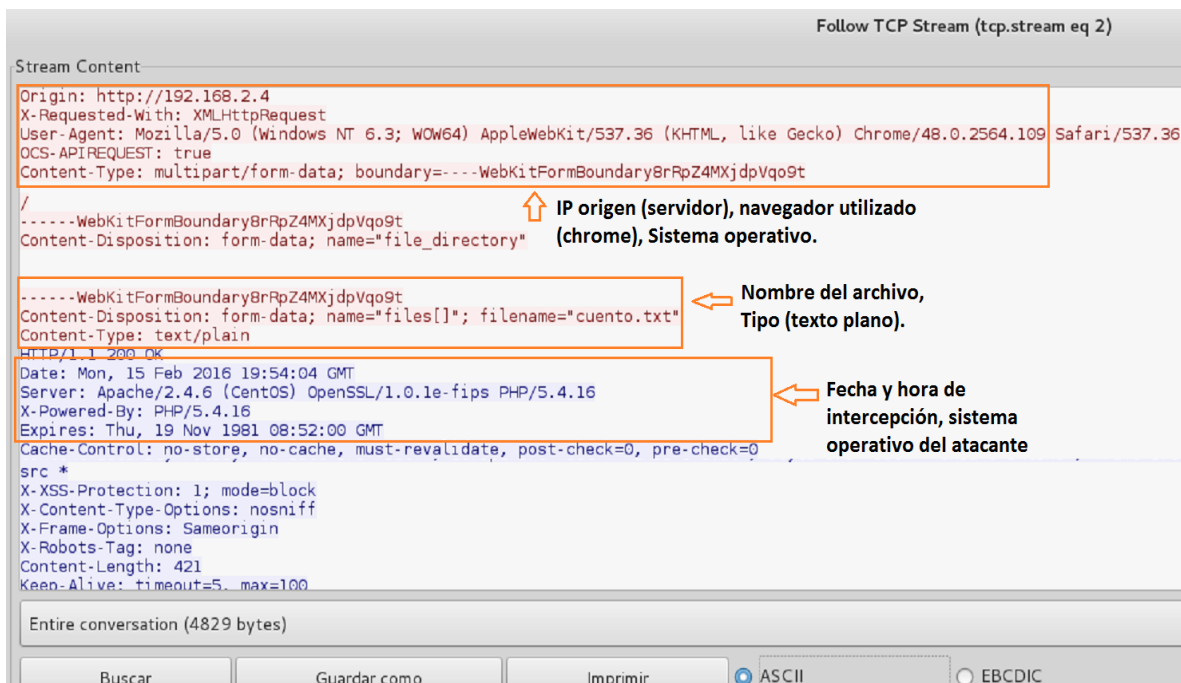 Follow TCP Stream (tcp.stream eq 2)
Stream Content
Origin: http://192.168.2.4
X-Requested-With: XMLHttpRequest
User-Agent: Mozilla/5.0 (Windows NT 6.3; WOW64) AppleWebKit/537.36 (KHTML, like Gecko) Chrome/48.0.2564.109 Safari/537.36
OCS-APIREQUEST: true
Content-Type: multipart/form-data; boundary=----WebKitFormBoundary8rRpZ4MXjdpVqo9t
/
------WebKitFormBoundary8rRpZ4MXjdpVqo9t
Content-Disposition: form-data; name="file_directory"
IP origen (servidor), navegador utilizado
(chrome), Sistema operativo.
------WebKitFormBoundary8rRpZ4MXjdpVqo9t
Content-Disposition: form-data; name="files[]"; filename="cuento.txt"
Content-Type: text/plain
Nombre del archivo,
Tipo (texto plano).
HTTP/1.1 200 OK
Date: Mon, 15 Feb 2016 19:54:04 GMT
Server: Apache/2.4.6 (CentOS) OpenSSL/1.0.1e-fips PHP/5.4.16
X-Powered-By: PHP/5.4.16
Expires: Thu, 19 Nov 1981 08:52:00 GMT
Fecha y hora de
intercepción, sistema
operativo del atacante
Cache-Control: no-store, no-cache, must-revalidate, post-check=0, pre-check=0
src *
X-XSS-Protection: 1; mode=block
X-Content-Type-Options: nosniff
X-Frame-Options: Sameorigin
X-Robots-Tag: none
Content-Length: 421
Keep-Alive: timeout=5, max=100
Entire conversation (4829 bytes)
Buscar Guardar como Imprimir ASCII EBCDIC